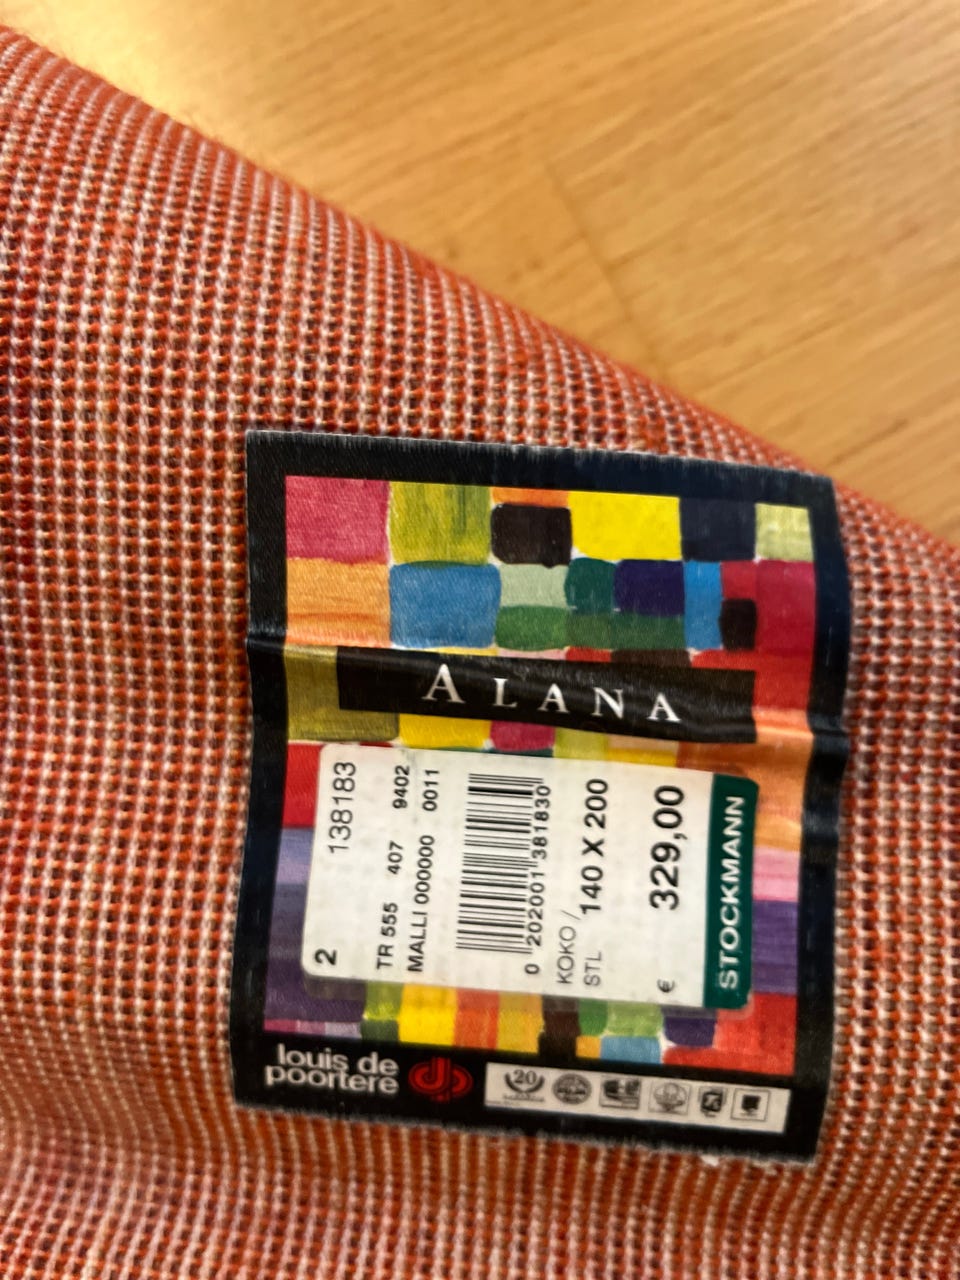 ALANA
2 138183
TR 555 407 9402
MALLI 000000 0011
0 202001 381830
KOKO /
STL 140 X 200
€ 329,00
STOCKMANN
louis de
poortere
20